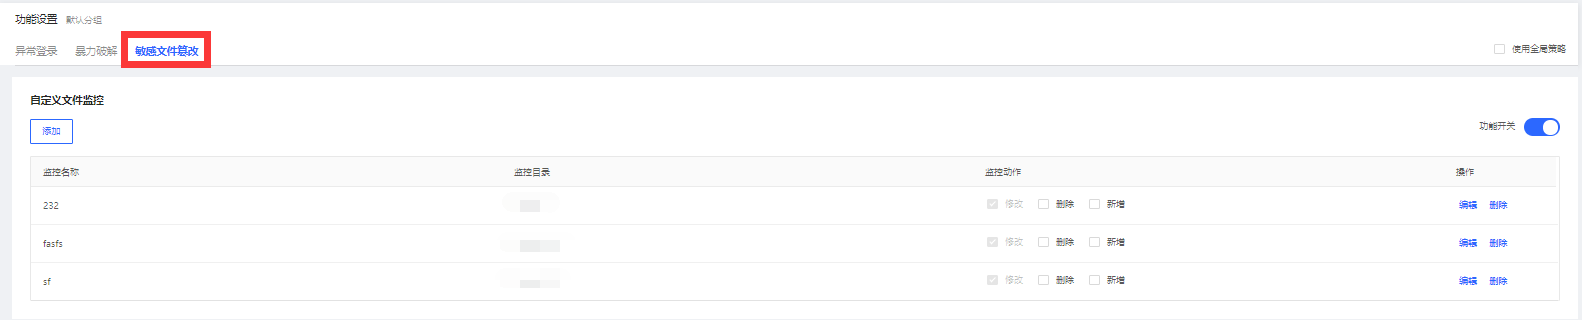 功能设置 默认分组
异常登录 暴力破解 敏感文件篡改 使用全局策略
自定义文件监控
添加 功能开关
监控名称 监控目录 监控动作 操作
232 修改 删除 新增 编辑 删除
fasfs 修改 删除 新增 编辑 删除
sf 修改 删除 新增 编辑 删除